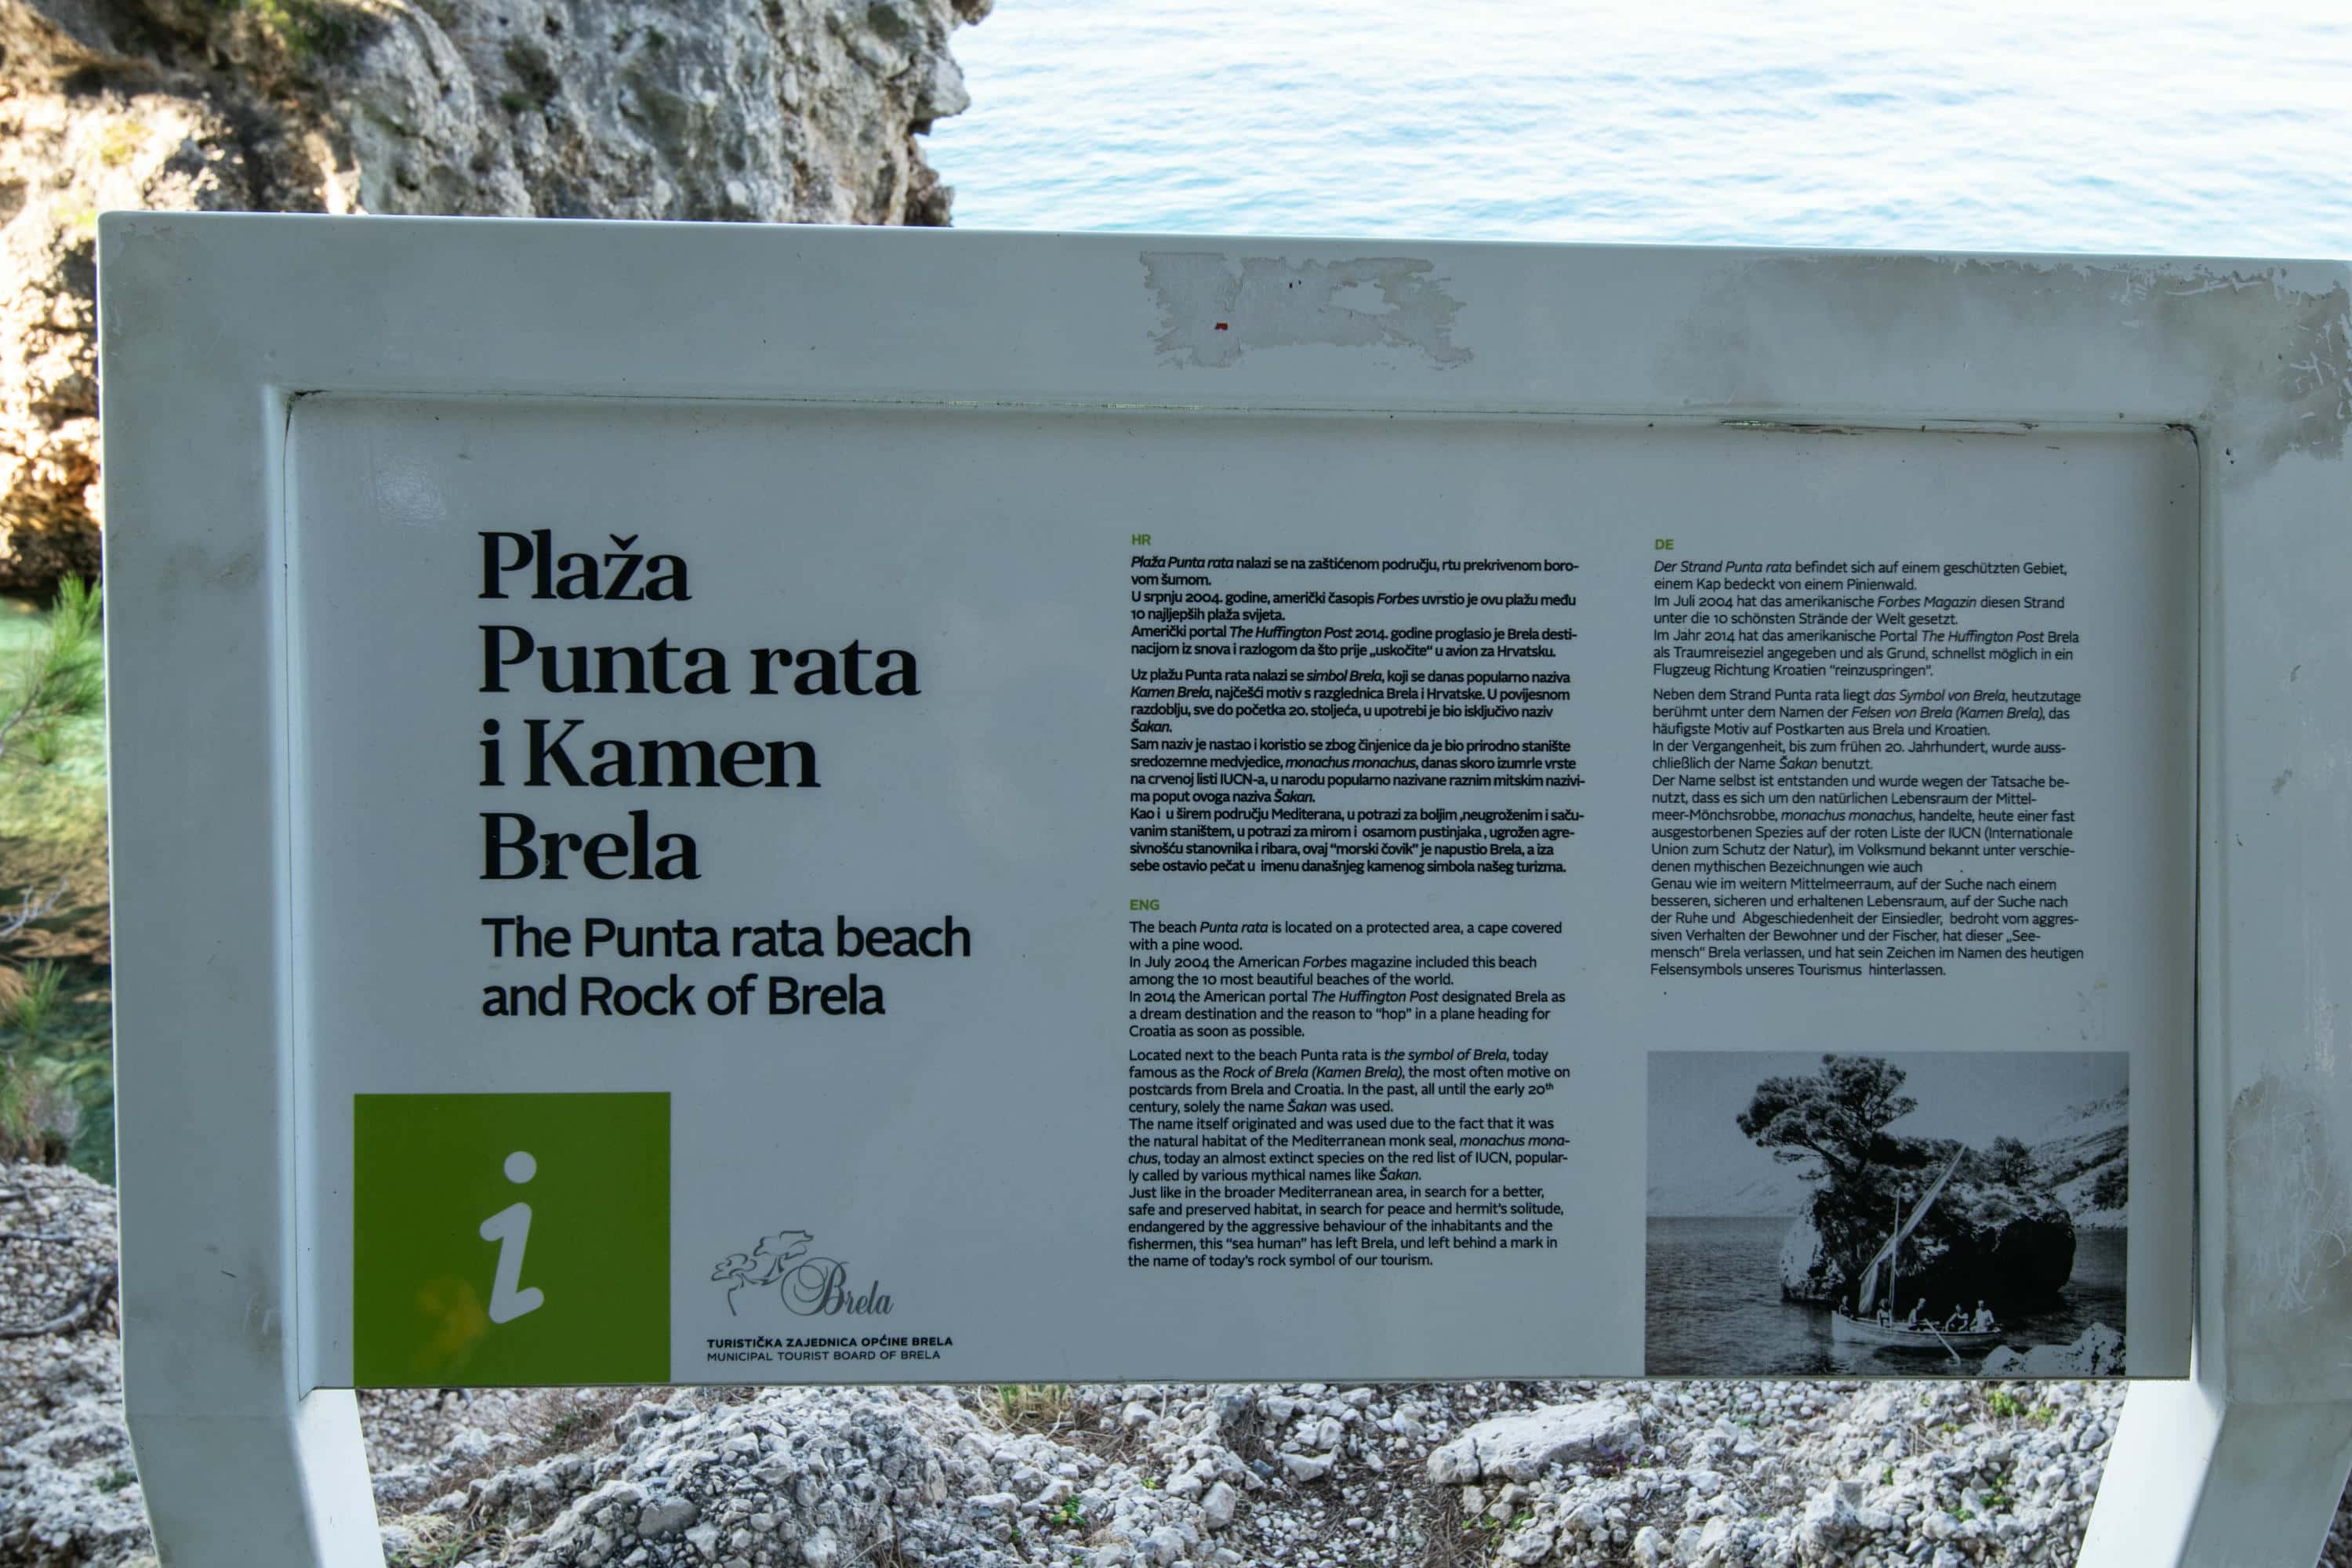 Plaža
Punta rata
i Kamen
Brela
The Punta rata beach
and Rock of Brela
i
Brela
TURISTIČKA ZAJEDNICA OPĆINE BRELA
MUNICIPAL TOURIST BOARD OF BRELA
HR
Plaža Punta rata nalazi se na zaštićenom području, rtu prekrivenom boro-
vom šumom.
U srpnju 2004. godine, američki časopis Forbes uvrstio je ovu plažu među
10 najljepših plaža svijeta.
Američki portal The Huffington Post 2014. godine proglasio je Brela desti-
nacijom iz snova i razlogom da što prije „uskočite“ u avion za Hrvatsku.
Uz plažu Punta rata nalazi se simbol Brela, koji se danas popularno naziva
Kamen Brela, najčešći motiv s razglednica Brela i Hrvatske. U povijesnom
razdoblju, sve do početka 20. stoljeća, u upotrebi je bio isključivo naziv
Šakan.
Sam naziv je nastao i koristio se zbog činjenice da je bio prirodno stanište
sredozemne medvjedice, monachus monachus, danas skoro izumrle vrste
na crvenoj listi IUCN-a, u narodu popularno nazivane raznim mitskim nazivi-
ma poput ovoga naziva Šakan.
Kao i u širem području Mediterana, u potrazi za boljim ,neugroženim i saču-
vanim staništem, u potrazi za mirom i osamom pustinjaka , ugrožen agre-
sivnošću stanovnika i ribara, ovaj "morski čovik" je napustio Brela, a iza
sebe ostavio pečat u imenu današnjeg kamenog simbola našeg turizma.
ENG
The beach Punta rata is located on a protected area, a cape covered
with a pine wood.
In July 2004 the American Forbes magazine included this beach
among the 10 most beautiful beaches of the world.
In 2014 the American portal The Huffington Post designated Brela as
a dream destination and the reason to "hop" in a plane heading for
Croatia as soon as possible.
Located next to the beach Punta rata is the symbol of Brela, today
famous as the Rock of Brela (Kamen Brela), the most often motive on
postcards from Brela and Croatia. In the past, all until the early 20th
century, solely the name Šakan was used.
The name itself originated and was used due to the fact that it was
the natural habitat of the Mediterranean monk seal, monachus mona-
chus, today an almost extinct species on the red list of IUCN, popular-
ly called by various mythical names like Šakan.
Just like in the broader Mediterranean area, in search for a better,
safe and preserved habitat, in search for peace and hermit's solitude,
endangered by the aggressive behaviour of the inhabitants and the
fishermen, this "sea human" has left Brela, und left behind a mark in
the name of today's rock symbol of our tourism.
DE
Der Strand Punta rata befindet sich auf einem geschützten Gebiet,
einem Kap bedeckt von einem Pinienwald.
Im Juli 2004 hat das amerikanische Forbes Magazin diesen Strand
unter die 10 schönsten Strände der Welt gesetzt.
Im Jahr 2014 hat das amerikanische Portal The Huffington Post Brela
als Traumreiseziel angegeben und als Grund, schnellst möglich in ein
Flugzeug Richtung Kroatien "reinzuspringen".
Neben dem Strand Punta rata liegt das Symbol von Brela, heutzutage
berühmt unter dem Namen der Felsen von Brela (Kamen Brela), das
häufigste Motiv auf Postkarten aus Brela und Kroatien.
In der Vergangenheit, bis zum frühen 20. Jahrhundert, wurde auss-
chließlich der Name Šakan benutzt.
Der Name selbst ist entstanden und wurde wegen der Tatsache be-
nutzt, dass es sich um den natürlichen Lebensraum der Mittel-
meer-Mönchsrobbe, monachus monachus, handelte, heute einer fast
ausgestorbenen Spezies auf der roten Liste der IUCN (Internationale
Union zum Schutz der Natur), im Volksmund bekannt unter verschie-
denen mythischen Bezeichnungen wie auch .
Genau wie im weitern Mittelmeerraum, auf der Suche nach einem
besseren, sicheren und erhaltenen Lebensraum, auf der Suche nach
der Ruhe und Abgeschiedenheit der Einsiedler, bedroht vom aggres-
siven Verhalten der Bewohner und der Fischer, hat dieser „See-
mensch“ Brela verlassen, und hat sein Zeichen im Namen des heutigen
Felsensymbols unseres Tourismus hinterlassen.